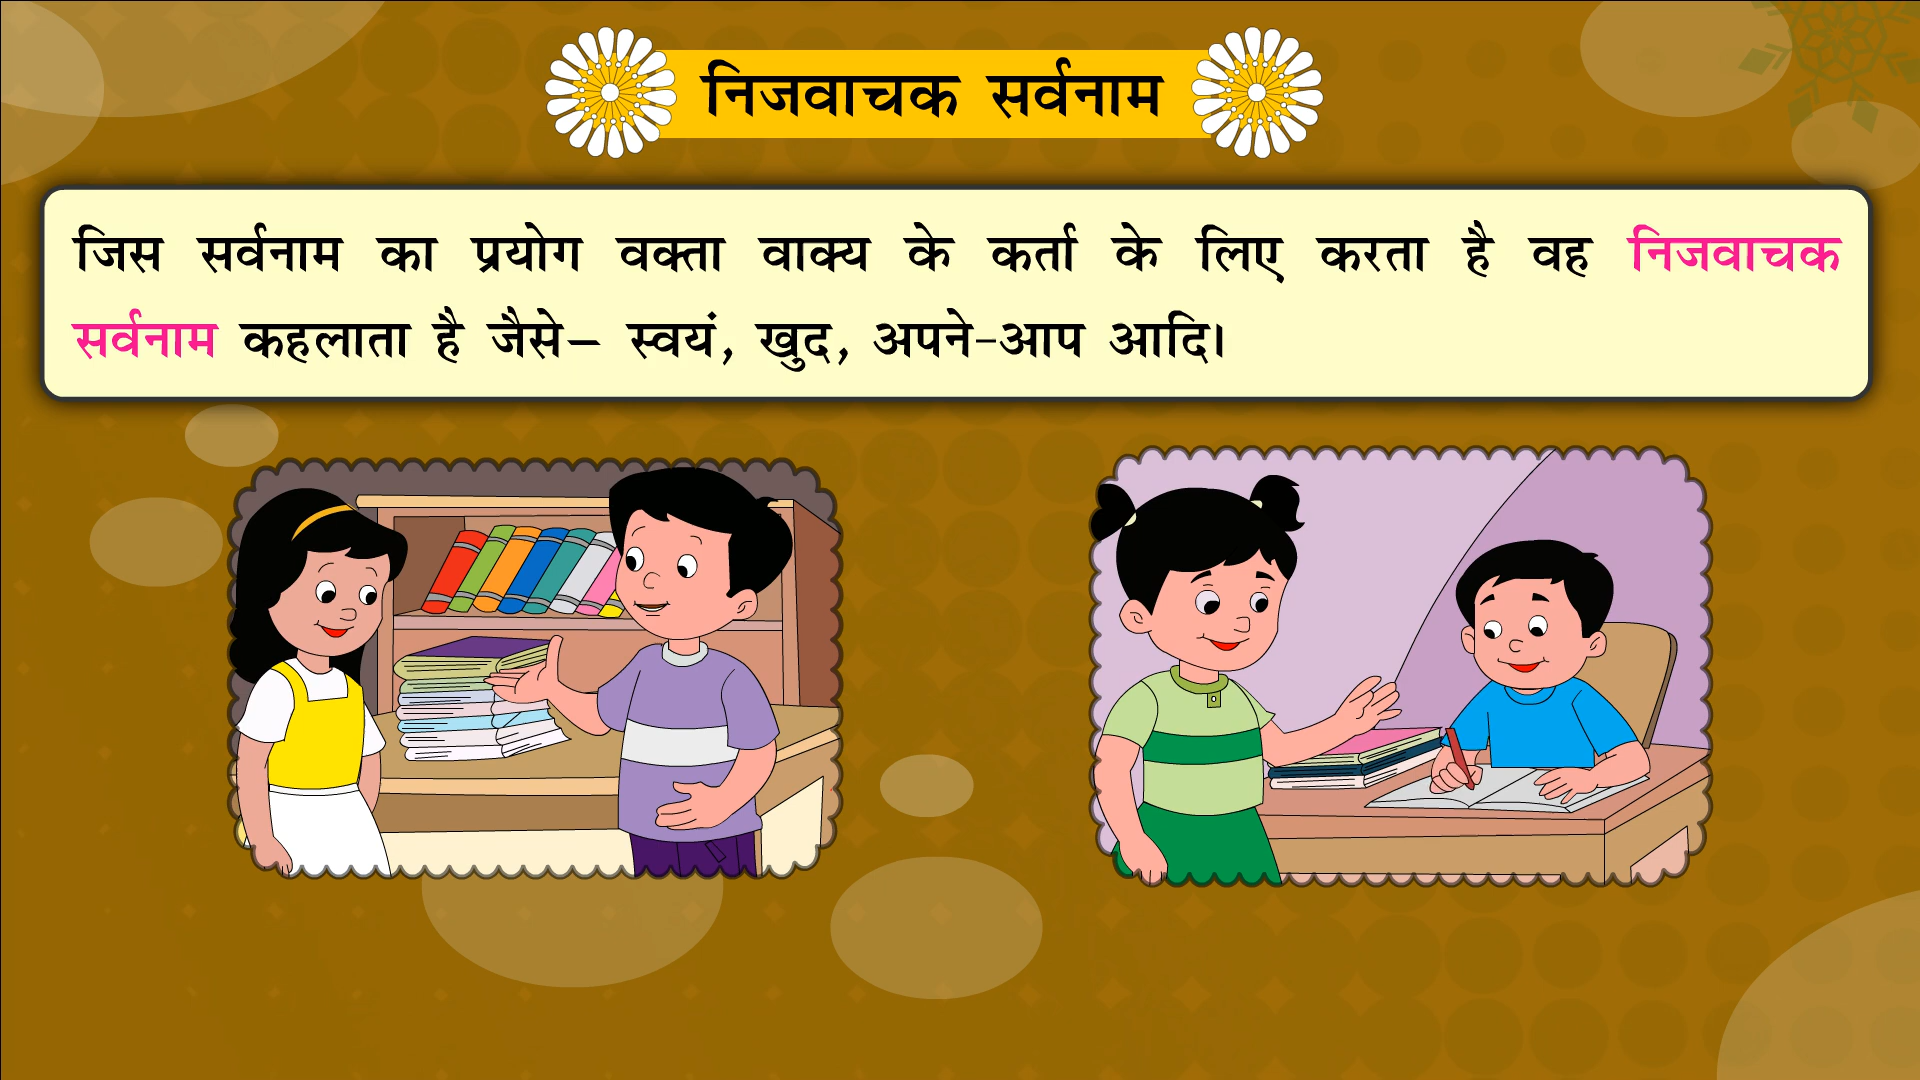 निजवाचक सर्वनाम
जिस सर्वनाम का प्रयोग वक्ता वाक्य के कर्ता के लिए करता है वह निजवाचक
सर्वनाम कहलाता है जैसे– स्वयं, खुद, अपने-आप आदि।